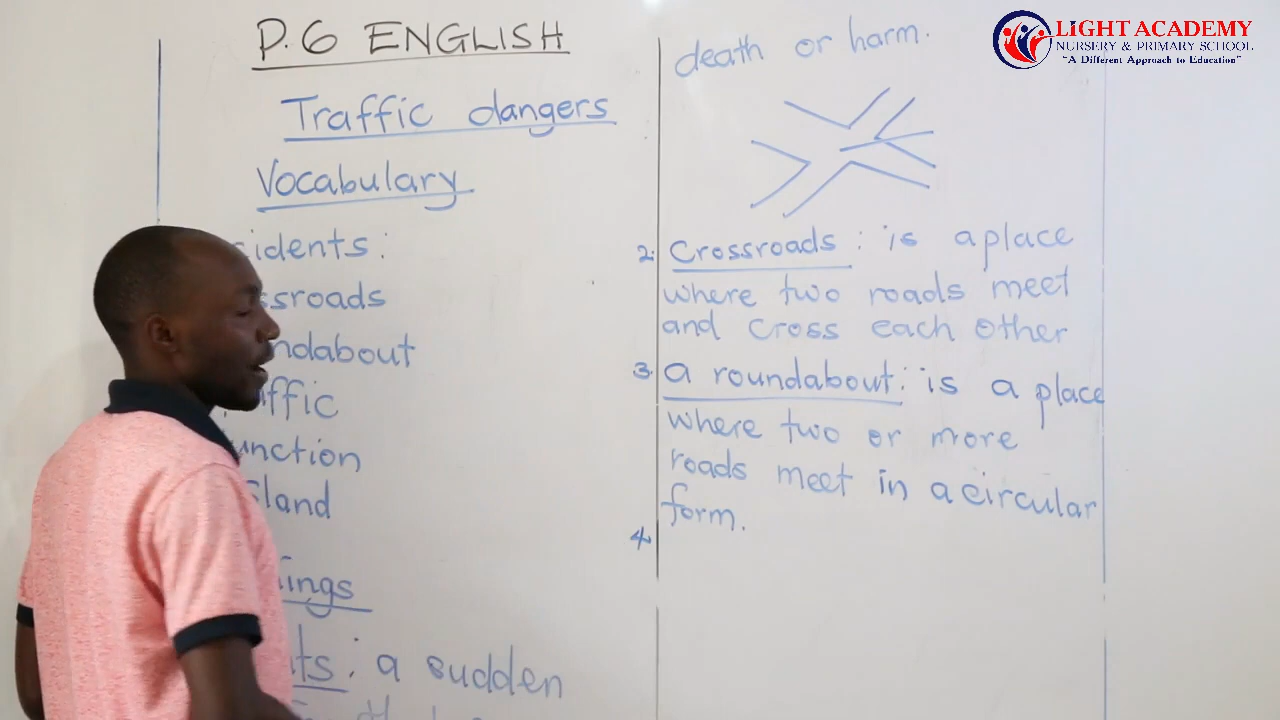 P.6 ENGLISH
Traffic dangers
Vocabulary
idents:
ssroads
ndabout
ffic
unction
land
ings
ts: a sudden
death or harm.
2. Crossroads: is a place
where two roads meet
and cross each other
3. a roundabout: is a place
where two or more
roads meet in a circular
form.
4.
LIGHT ACADEMY
NURSERY & PRIMARY SCHOOL
"A Different Approach to Education"